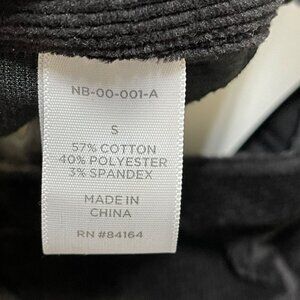 NB-00-001-A
S
57% COTTON
40% POLYESTER
3% SPANDEX
MADE IN
CHINA
RN #84164